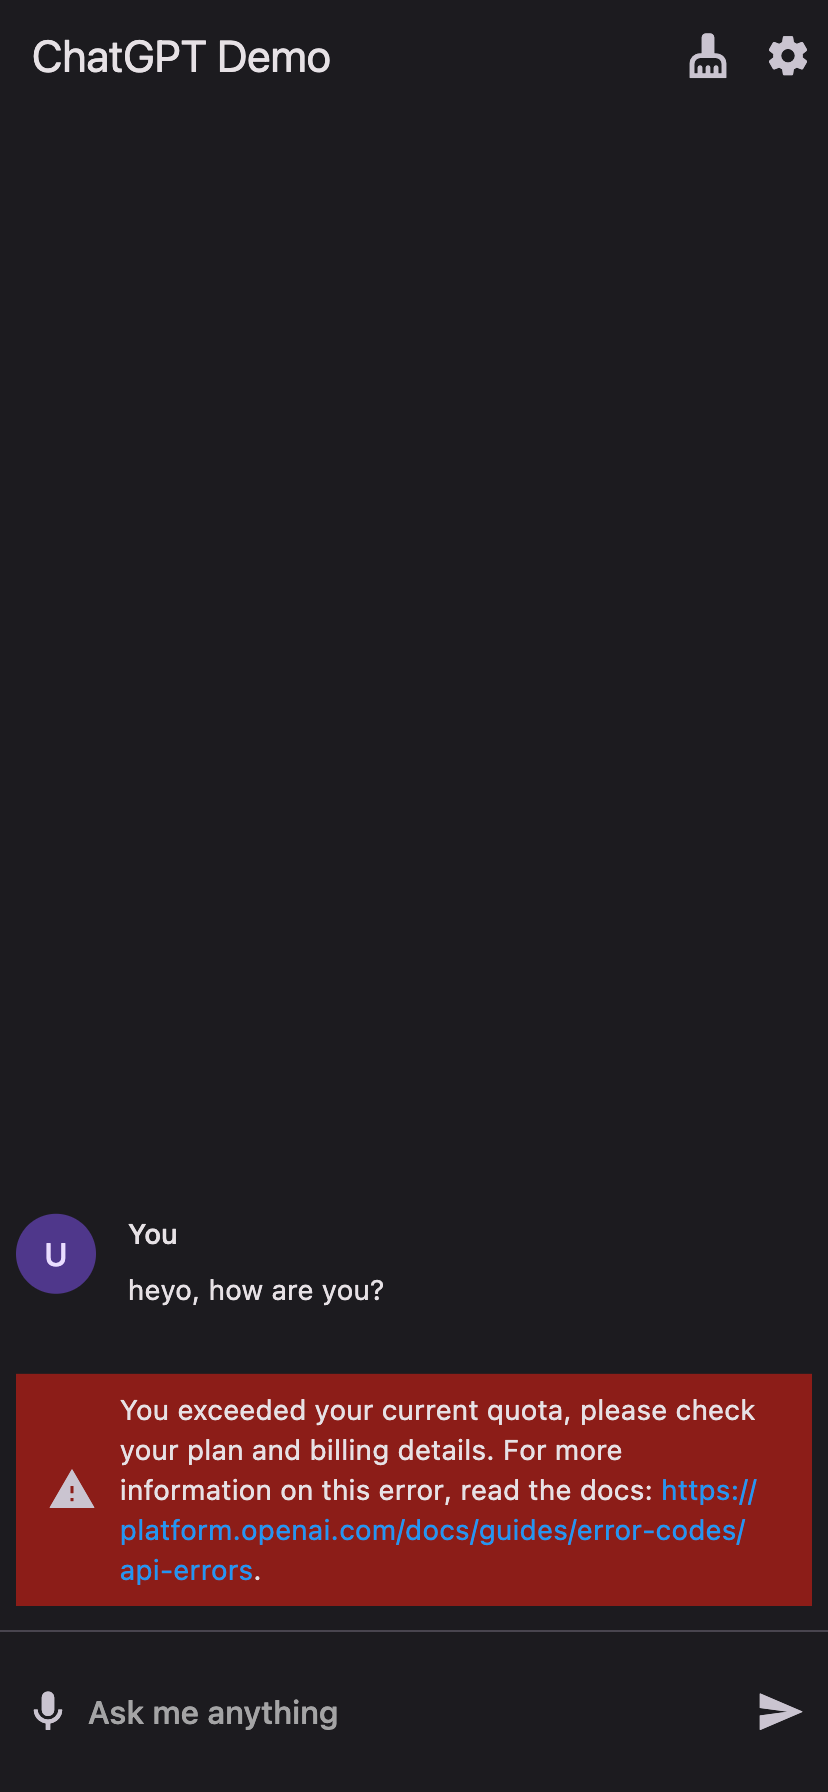 ChatGPT Demo
U
You
heyo, how are you?
You exceeded your current quota, please check
your plan and billing details. For more
information on this error, read the docs: https://
platform.openai.com/docs/guides/error-codes/
api-errors.
Ask me anything